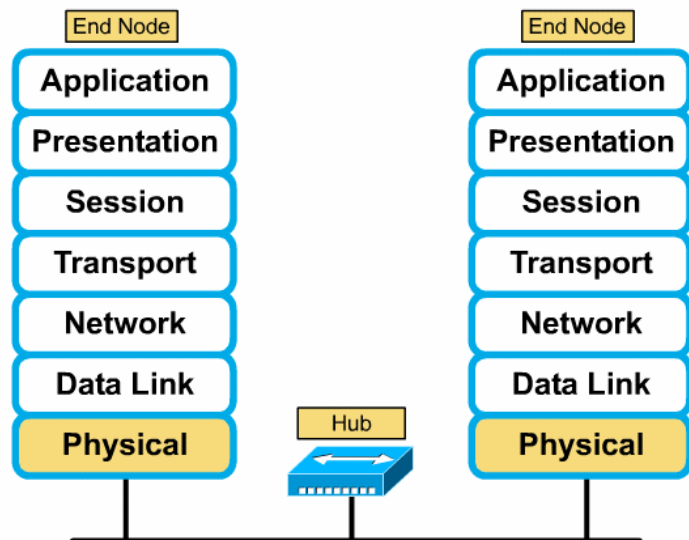 End Node
Application
Presentation
Session
Transport
Network
Data Link
Physical
Hub
End Node
Application
Presentation
Session
Transport
Network
Data Link
Physical